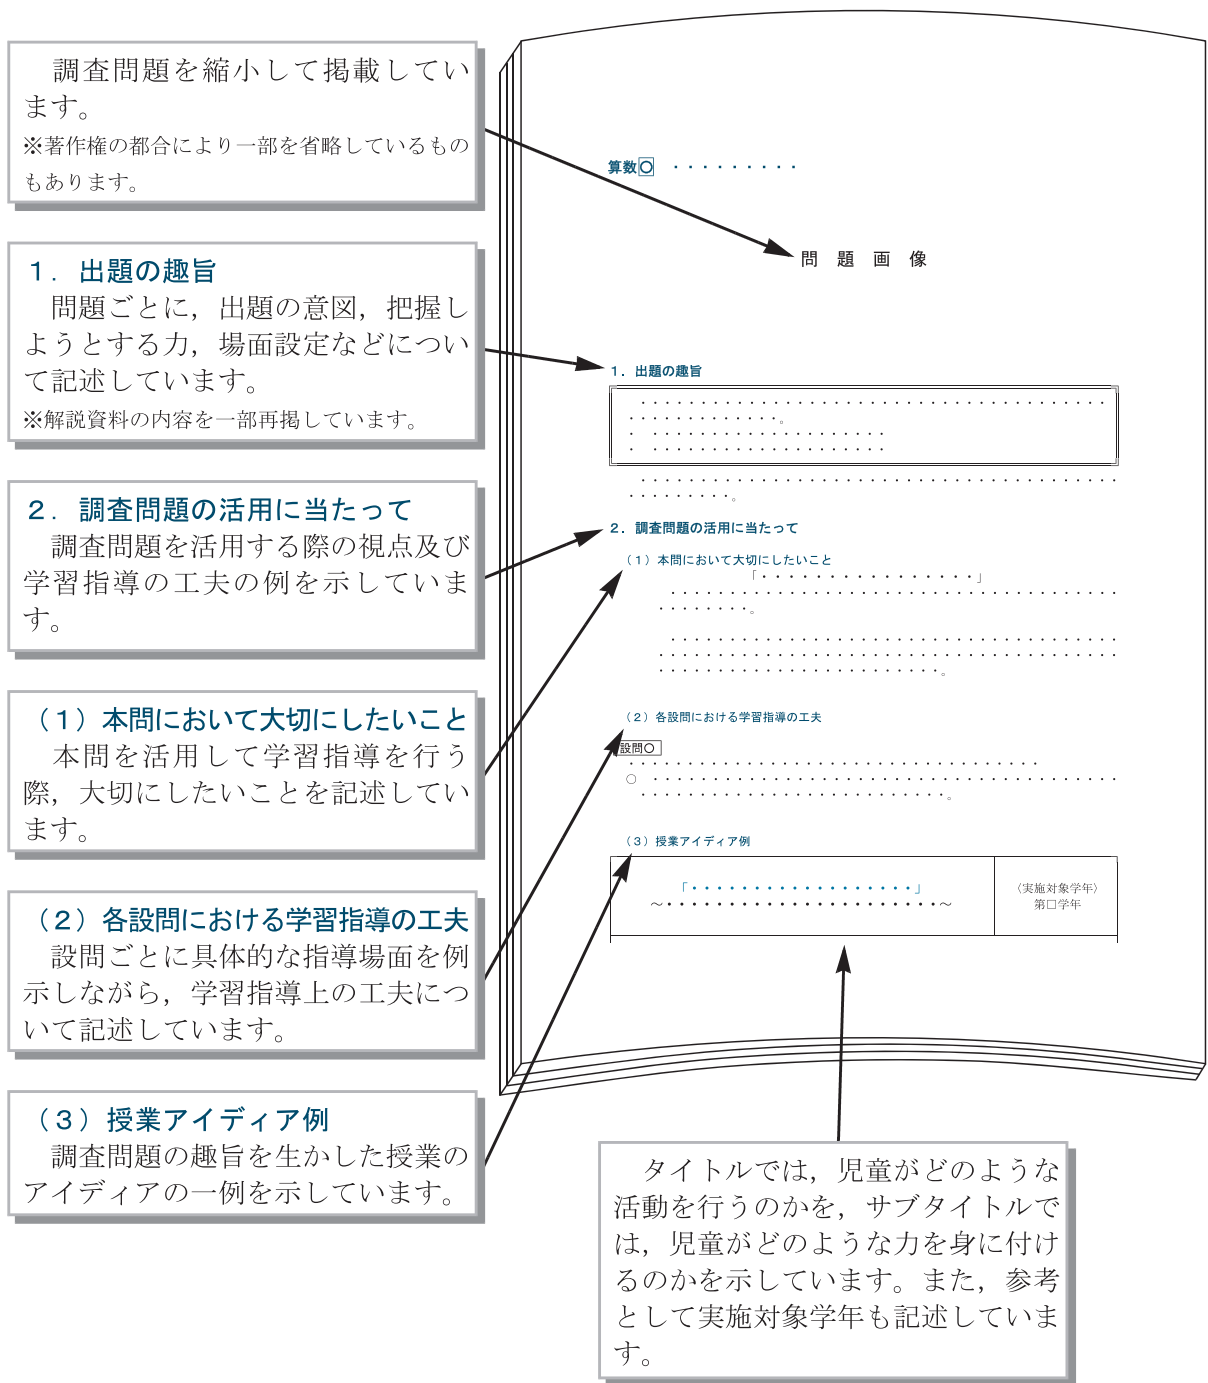 調査問題を縮小して掲載してい
ます。
※著作権の都合により一部を省略しているもの
もあります。
１．出題の趣旨
　問題ごとに，出題の意図，把握し
ようとする力，場面設定などについ
て記述しています。
※解説資料の内容を一部再掲しています。
２．調査問題の活用に当たって
　調査問題を活用する際の視点及び
学習指導の工夫の例を示していま
す。
（１）本問において大切にしたいこと
　本問を活用して学習指導を行う
際，大切にしたいことを記述してい
ます。
（２）各設問における学習指導の工夫
　設問ごとに具体的な指導場面を例
示しながら，学習指導上の工夫につ
いて記述しています。
（３）授業アイディア例
　調査問題の趣旨を生かした授業の
アイディアの一例を示しています。
算数〇　・・・・・・・・・
問　題　画　像
１．出題の趣旨
・・・・・・・・・・・・・・・・・・・・・・・・・・・・・・・・・・・・・・・
・・・・・・・・・・・・・。
・　・・・・・・・・・・・・・・・・・・・・
・　・・・・・・・・・・・・・・・・・・・・
・・・・・・・・・・・・・・・・・・・・・・・・・・・・・・・・・・・・・・・・
・・・・・・・・・。
２．調査問題の活用に当たって
（１）本問において大切にしたいこと
「・・・・・・・・・・・・・・・・」
・・・・・・・・・・・・・・・・・・・・・・・・・・・・・・・・・・・・・
・・・・・・・・。
・・・・・・・・・・・・・・・・・・・・・・・・・・・・・・・・・・・・・
・・・・・・・・・・・・・・・・・・・・・・・・・・・・・・・・・・・・・・
・・・・・・・・・・・・・・・・・・・・・・・・。
（２）各設問における学習指導の工夫
設問〇
・・・・・・・・・・・・・・・・・・・・・・・・・・・・・・・・・・・
○　・・・・・・・・・・・・・・・・・・・・・・・・・・・・・・・・・・・・・・・
・・・・・・・・・・・・・・・・・・・・・・・・・・。
（３）授業アイディア例
「・・・・・・・・・・・・・・・・・・」
～・・・・・・・・・・・・・・・・・・・・・・～
〈実施対象学年〉
第□学年
　タイトルでは，児童がどのような
活動を行うのかを，サブタイトルで
は，児童がどのような力を身に付け
るのかを示しています。また，参考
として実施対象学年も記述していま
す。